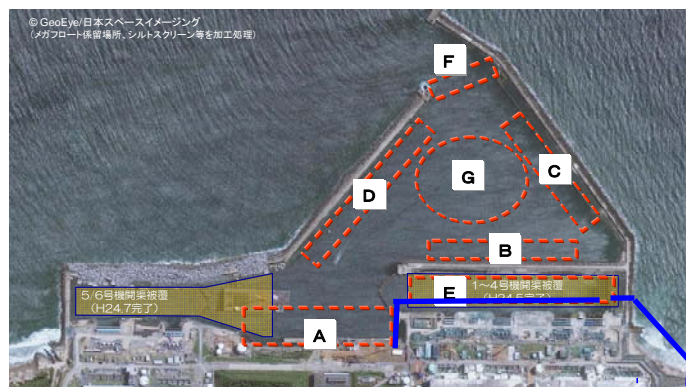 © GeoEye/日本スペースイメージング
（メガフロート係留場所、シルトスクリーン等を加工処理）
F
C
G
D
B
E
1～4号機開渠被覆
5/6号機開渠被覆
（H24.7完了）
A